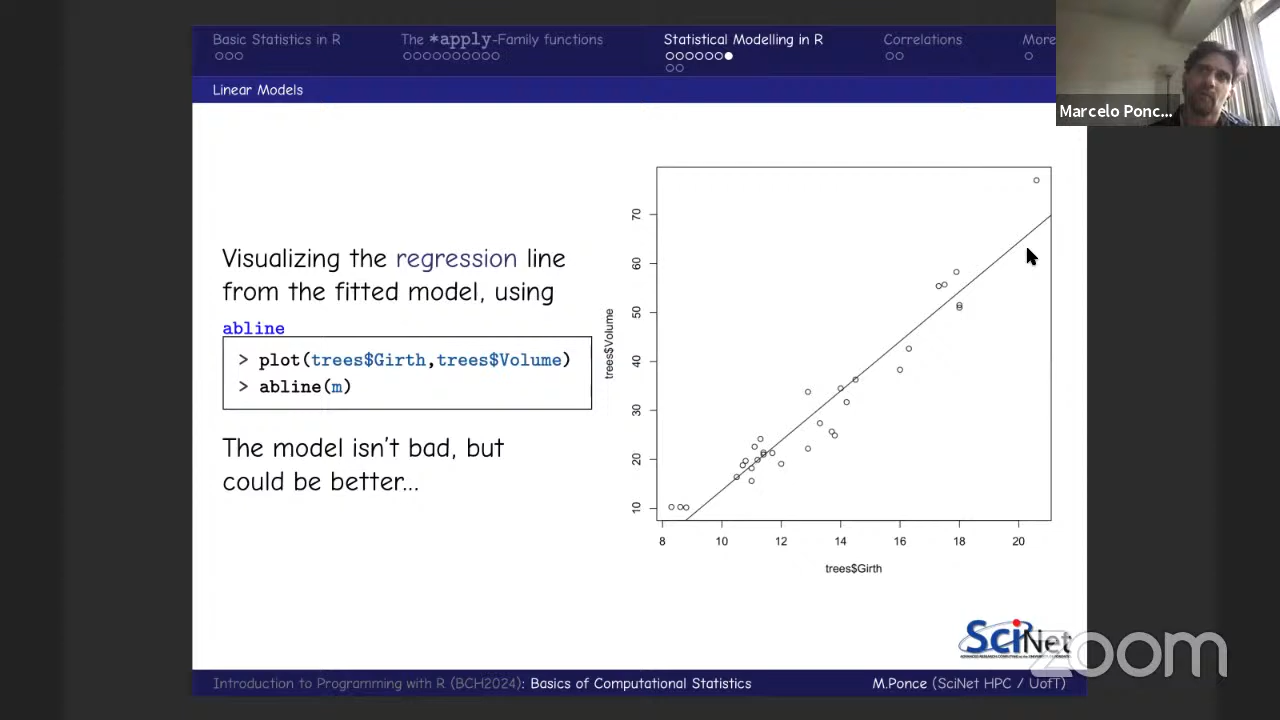 Basic Statistics in R
The *apply-Family functions
Statistical Modelling in R
Correlations
More
Linear Models
Marcelo Ponc...
Visualizing the regression line
from the fitted model, using
abline
> plot(trees$Girth,trees$Volume)
> abline(m)
The model isn't bad, but
could be better...
trees$Volume
70
60
50
40
30
20
10
8 10 12 14 16 18 20
trees$Girth
SciNet
zoom
Introduction to Programming with R (BCH2024): Basics of Computational Statistics
M.Ponce (SciNet HPC / UofT)